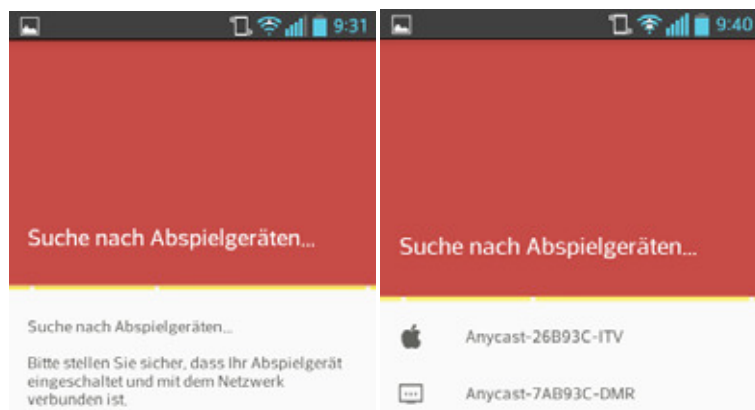 9:31
Suche nach Abspielgeräten...
Suche nach Abspielgeräten...
Bitte stellen Sie sicher, dass Ihr Abspielgerät
eingeschaltet und mit dem Netzwerk
verbunden ist.
9:40
Suche nach Abspielgeräten...
Anycast-26B93C-ITV
Anycast-7AB93C-DMR